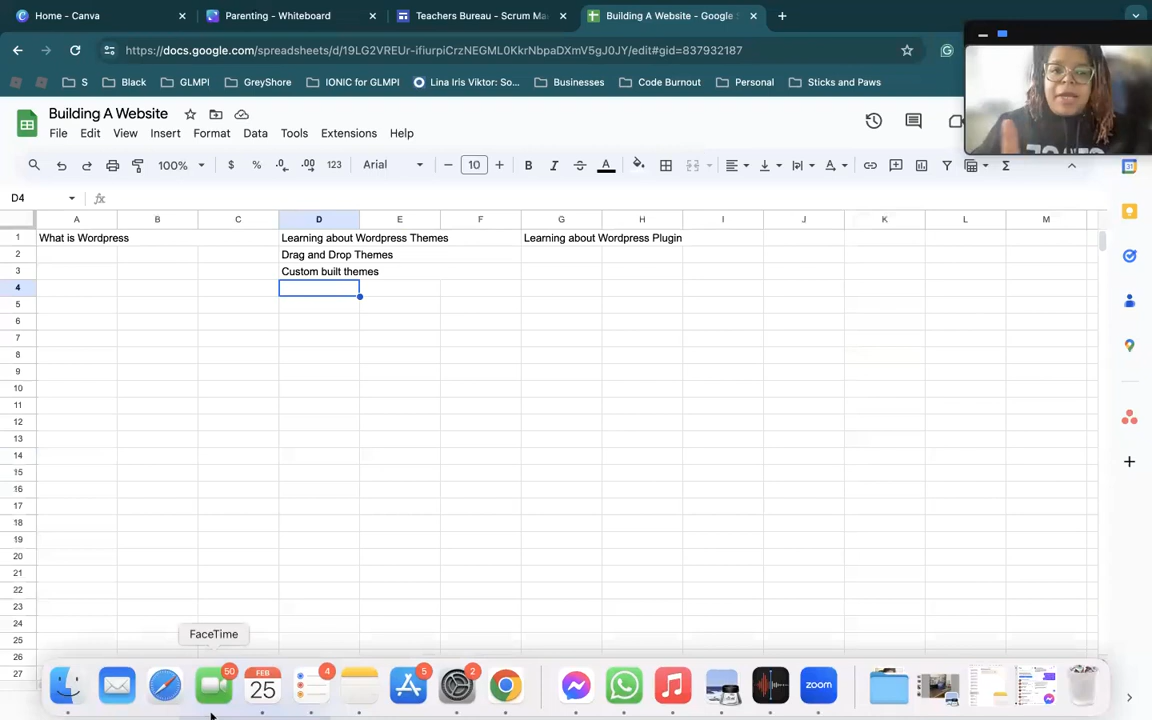 Home - Canva
Parenting - Whiteboard
Teachers Bureau - Scrum Ma
Building A Website - Google S
https://docs.google.com/spreadsheets/d/19LG2VREUr-ifiurpiCrzNEGML0KkrNbpaDXmV5gJ0JY/edit#gid=837932187
S
Black
GLMPI
GreyShore
IONIC for GLMPI
Lina Iris Viktor: So...
Businesses
Code Burnout
Personal
Sticks and Paws
Building A Website
File Edit View Insert Format Data Tools Extensions Help
100% $ % .0 .00 123 Arial 10 B I S A Σ
D4 fx
A B C D E F G H I J K L M
1 What is Wordpress Learning about Wordpress Themes Learning about Wordpress Plugin
2 Drag and Drop Themes
3 Custom built themes
4
5
6
7
8
9
10
11
12
13
14
15
16
17
18
19
20
21
22
23
24
25
26
27
FaceTime
50 FEB 4 5 2
25 zoom